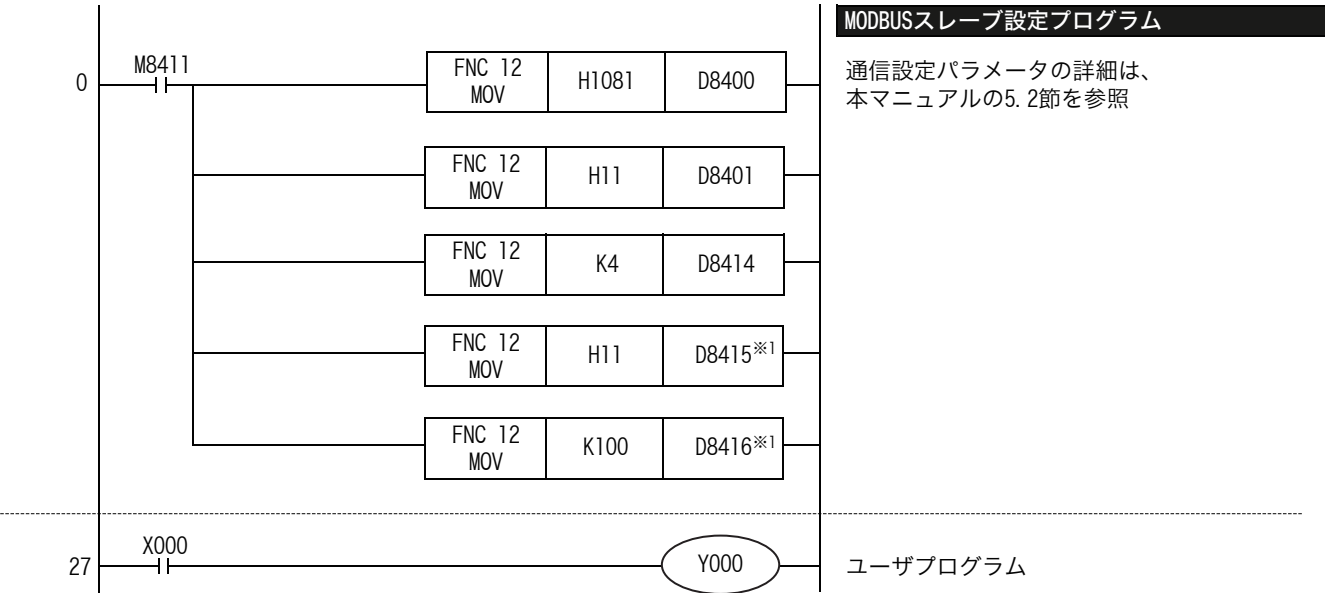 MODBUSスレーブ設定プログラム
通信設定パラメータの詳細は、
本マニュアルの5.2節を参照
0 M8411 FNC 12 MOV H1081 D8400
FNC 12 MOV H11 D8401
FNC 12 MOV K4 D8414
FNC 12 MOV H11 D8415※1
FNC 12 MOV K100 D8416※1
27 X000 Y000 ユーザプログラム